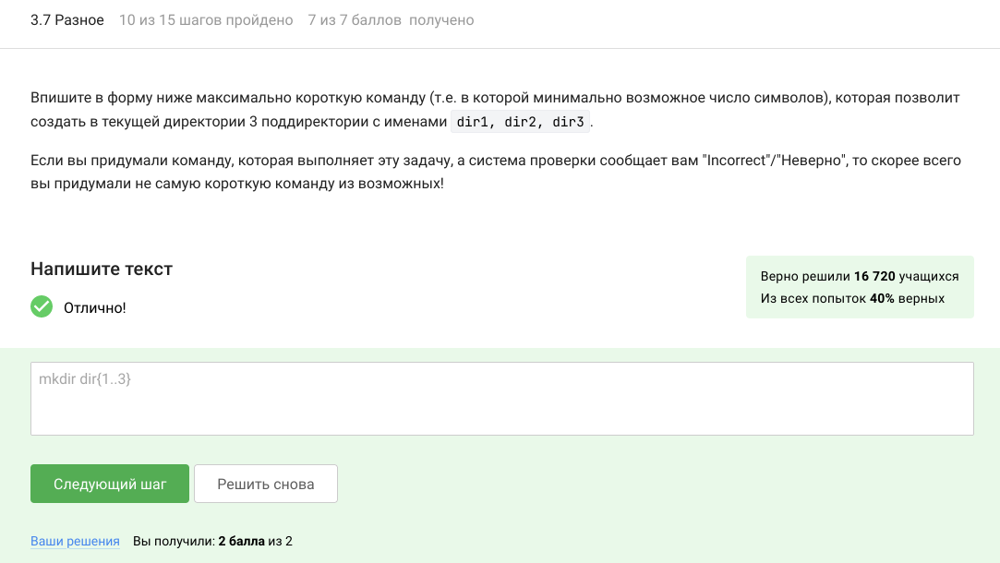 3.7 Разное 10 из 15 шагов пройдено 7 из 7 баллов получено
Впишите в форму ниже максимально короткую команду (т.е. в которой минимально возможное число символов), которая позволит
создать в текущей директории 3 поддиректории с именами dir1, dir2, dir3.
Если вы придумали команду, которая выполняет эту задачу, а система проверки сообщает вам "Incorrect"/"Неверно", то скорее всего
вы придумали не самую короткую команду из возможных!
Напишите текст
Отлично!
Верно решили 16 720 учащихся
Из всех попыток 40% верных
mkdir dir{1..3}
Следующий шаг
Решить снова
Ваши решения Вы получили: 2 балла из 2